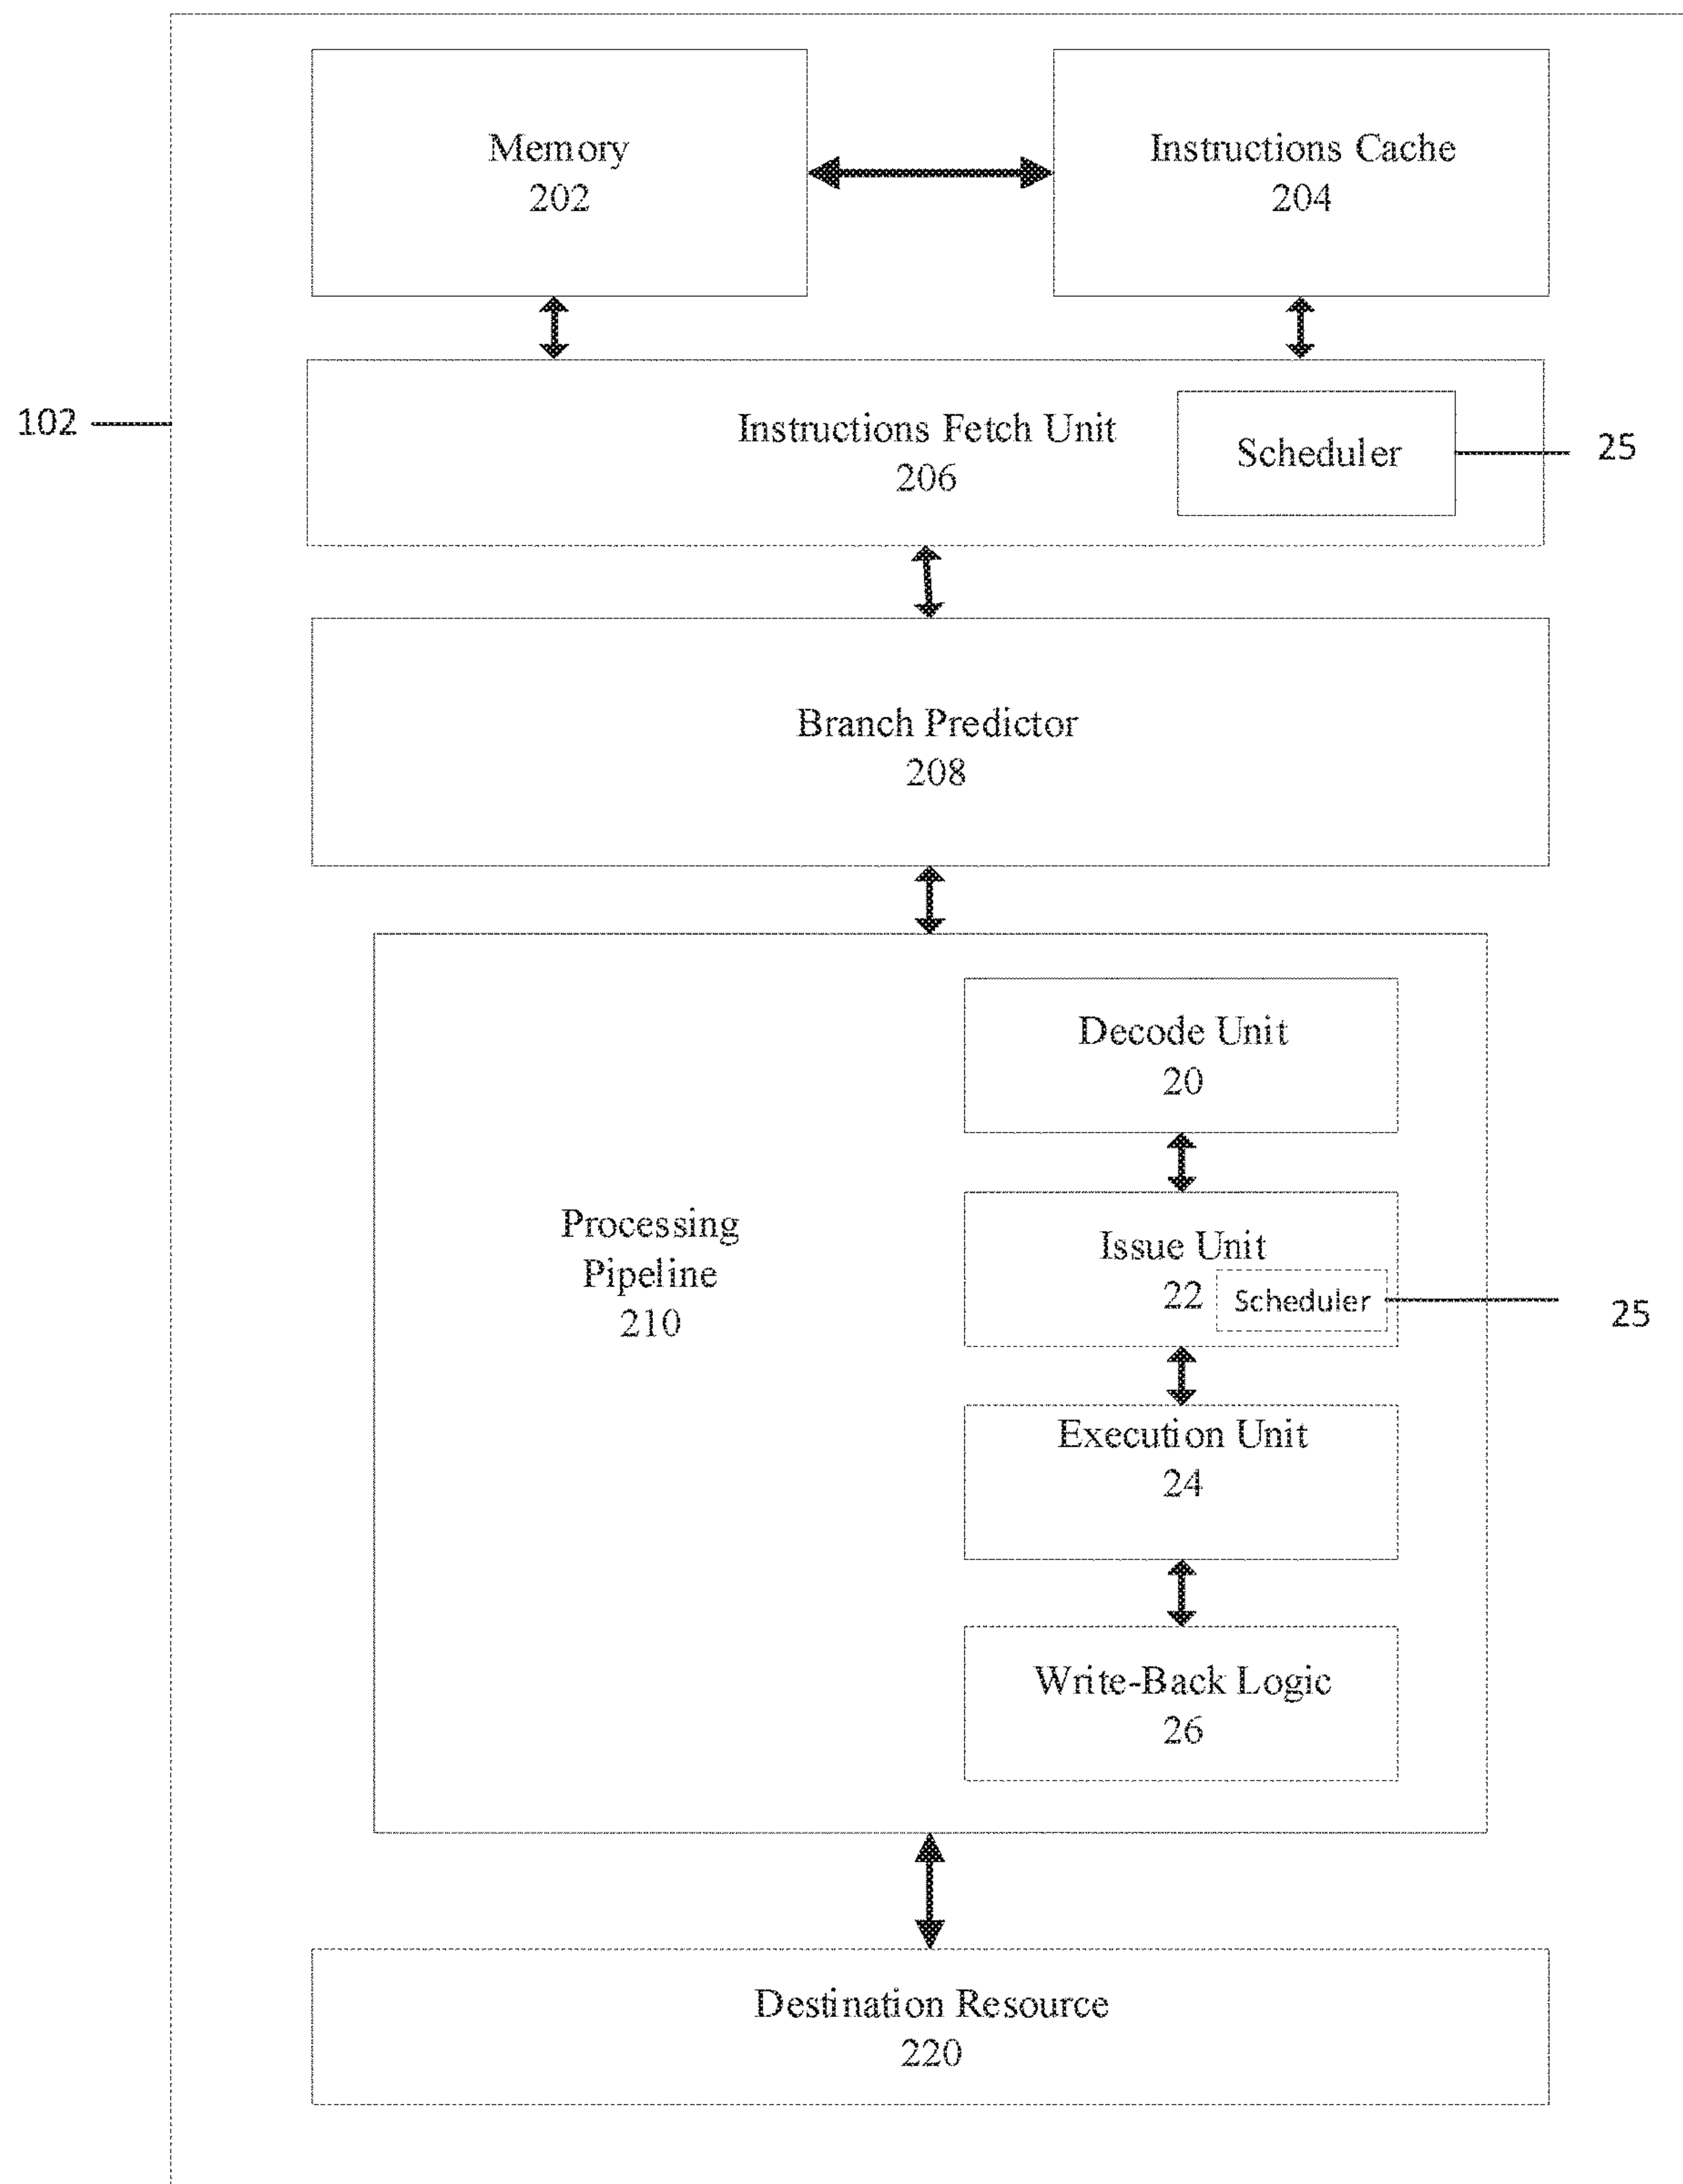 Memory
202
Instructions Cache
204
102
Instructions Fetch Unit
206
Scheduler
25
Branch Predictor
208
Processing
Pipeline
210
Decode Unit
20
Issue Unit
22
Scheduler
25
Execution Unit
24
Write-Back Logic
26
Destination Resource
220